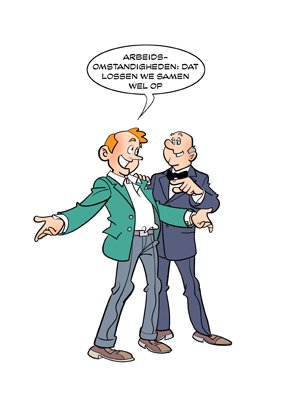 ARBEIDS-
OMSTANDIGHEDEN: DAT
LOSSEN WE SAMEN
WEL OP